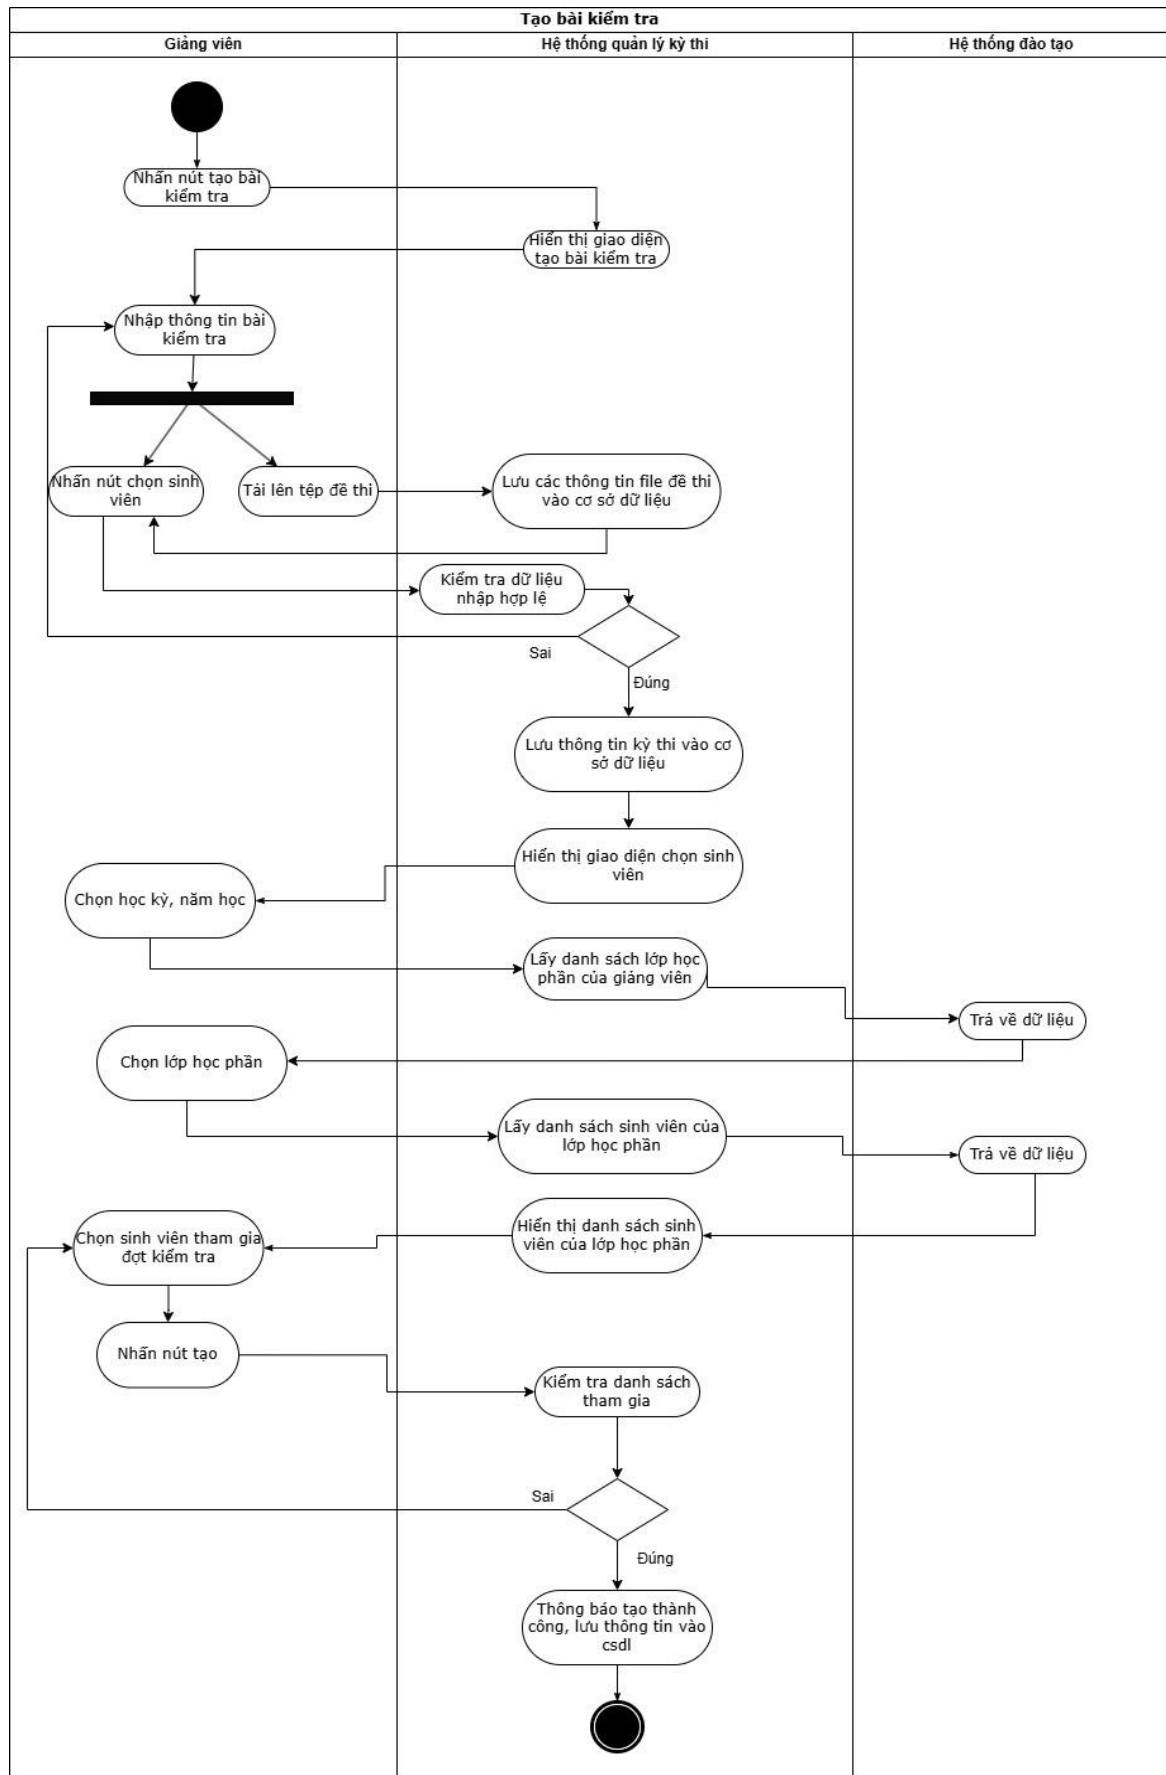 Tạo bài kiểm tra
Giảng viên
Hệ thống quản lý kỳ thi
Hệ thống đào tạo
Nhấn nút tạo bài
kiểm tra
Hiển thị giao diện
tạo bài kiểm tra
Nhập thông tin bài
kiểm tra
Nhấn nút chọn sinh
viên
Tải lên tệp đề thi
Lưu các thông tin file đề thi
vào cơ sở dữ liệu
Kiểm tra dữ liệu
nhập hợp lệ
Sai
Đúng
Lưu thông tin kỳ thi vào cơ
sở dữ liệu
Hiển thị giao diện chọn sinh
viên
Chọn học kỳ, năm học
Lấy danh sách lớp học
phần của giảng viên
Trả về dữ liệu
Chọn lớp học phần
Lấy danh sách sinh viên của
lớp học phần
Trả về dữ liệu
Hiển thị danh sách sinh
viên của lớp học phần
Chọn sinh viên tham gia
đợt kiểm tra
Nhấn nút tạo
Kiểm tra danh sách
tham gia
Sai
Đúng
Thông báo tạo thành
công, lưu thông tin vào
csdl